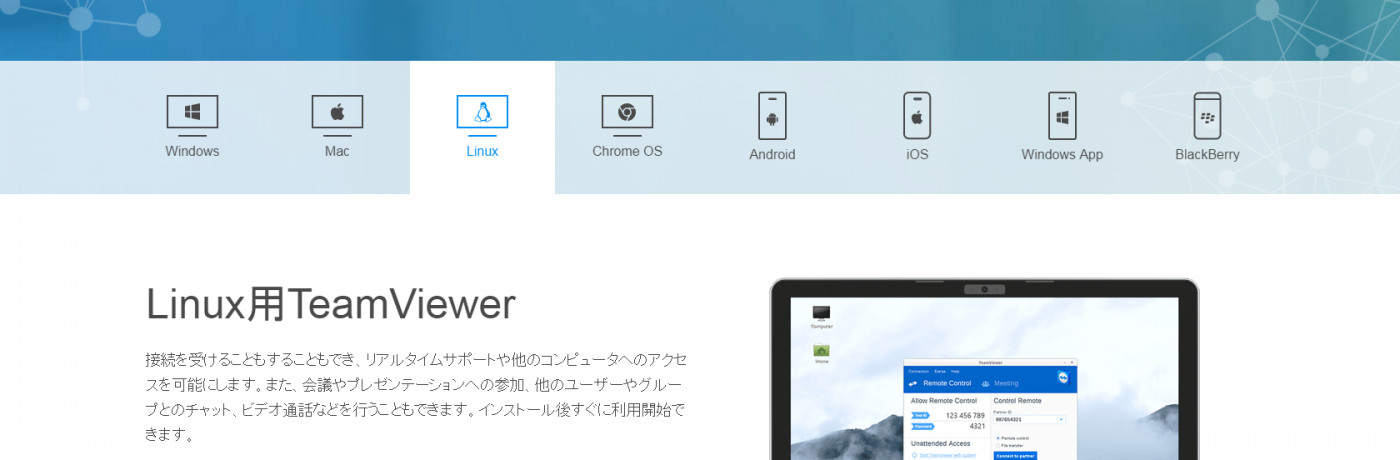 Windows
Mac
Linux
Chrome OS
Android
iOS
Windows App
BlackBerry
Linux用TeamViewer
接続を受けることもすることもでき、リアルタイムサポートや他のコンピュータへのアクセ
スを可能にします。また、会議やプレゼンテーションへの参加、他のユーザーやグルー
プとのチャット、ビデオ通話などを行うこともできます。インストール後すぐに利用開始で
きます。
Computer
Home
TeamViewer
Connection Extras Help
Remote Control Meeting
Allow Remote Control
Your ID 123 456 789
Password 4321
Unattended Access
Start TeamViewer with system
Control Remote
Partner ID
987654321
Remote control
File transfer
Connect to partner